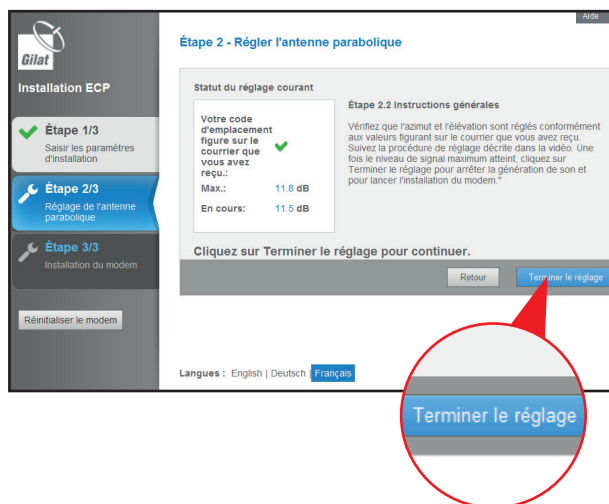 Aide
Gilat
Étape 2 - Régler l'antenne parabolique
Installation ECP
Étape 1/3
Saisir les paramètres
d'installation
Étape 2/3
Réglage de l'antenne
parabolique
Étape 3/3
Installation du modem
Réinitialiser le modem
Statut du réglage courant
Votre code
d'emplacement
figure sur le
courrier que
vous avez
reçu.:
Max.: 11.8 dB
En cours: 11.5 dB
Étape 2.2 Instructions générales
Vérifiez que l'azimut et l'élévation sont réglés conformément
aux valeurs figurant sur le courrier que vous avez reçu.
Suivez la procédure de réglage décrite dans la vidéo. Une
fois le niveau de signal maximum atteint, cliquez sur
Terminer le réglage pour arrêter la génération de son et
pour lancer l'installation du modem."
Cliquez sur Terminer le réglage pour continuer.
Retour
Terminer le réglage
Langues : English | Deutsch | Français
Terminer le réglage